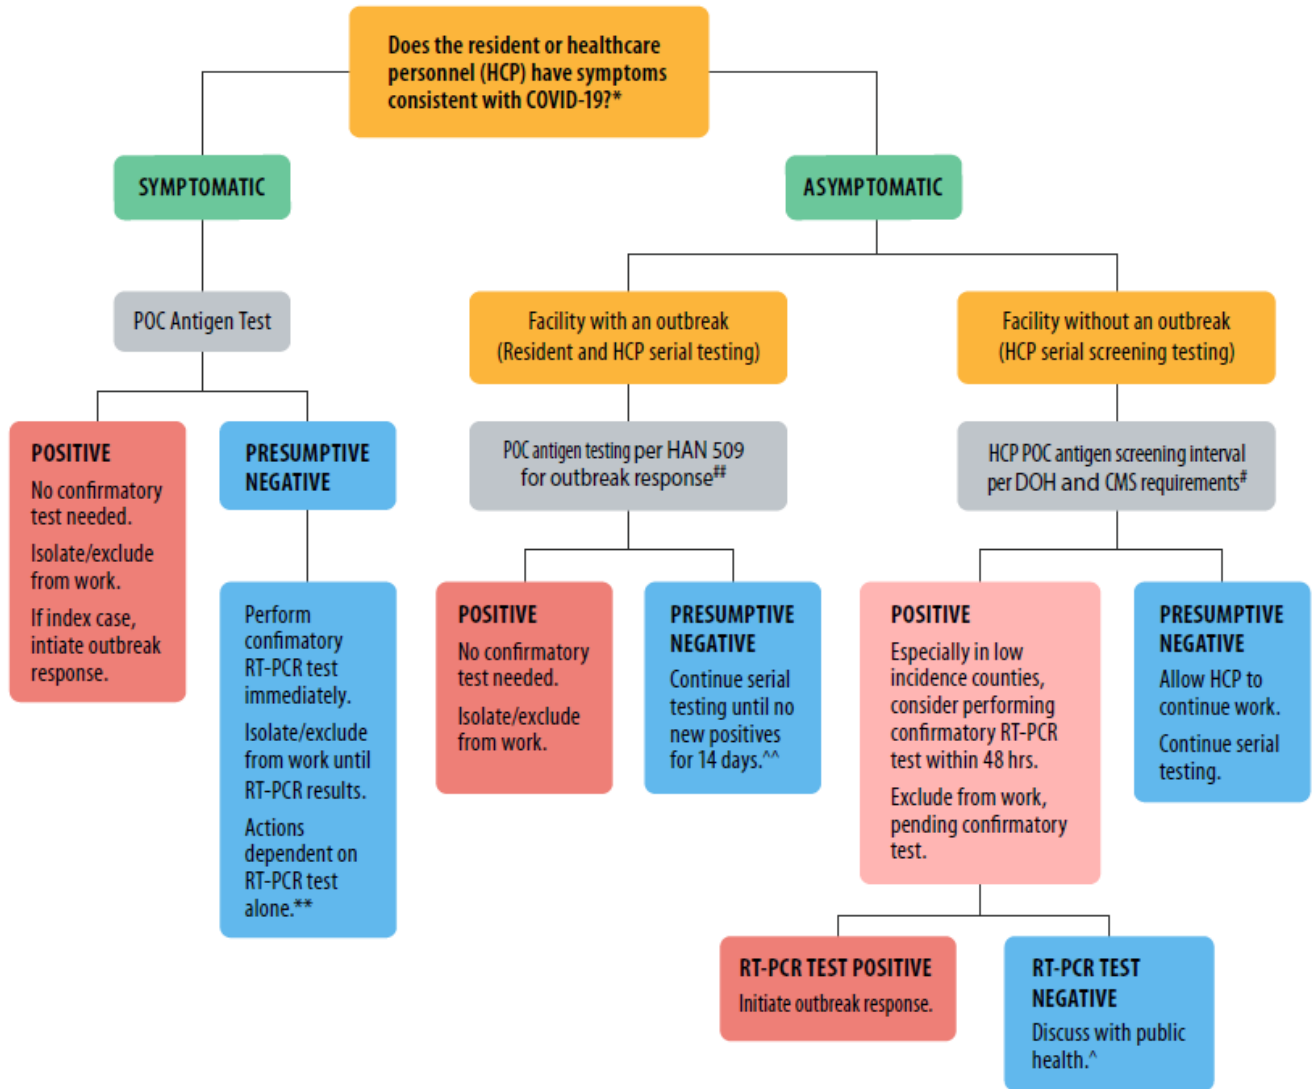 Does the resident or healthcare
personnel (HCP) have symptoms
consistent with COVID-19?*
SYMPTOMATIC
ASYMPTOMATIC
POC Antigen Test
Facility with an outbreak
(Resident and HCP serial testing)
Facility without an outbreak
(HCP serial screening testing)
POSITIVE
No confirmatory
test needed.
Isolate/exclude
from work.
If index case,
intiate outbreak
response.
PRESUMPTIVE
NEGATIVE
POC antigen testing per HAN 509
for outbreak response##
HCP POC antigen screening interval
per DOH and CMS requirements#
Perform
confimatory
RT-PCR test
immediately.
Isolate/exclude
from work until
RT-PCR results.
Actions
dependent on
RT-PCR test
alone.**
POSITIVE
No confirmatory
test needed.
Isolate/exclude
from work.
PRESUMPTIVE
NEGATIVE
Continue serial
testing until no
new positives
for 14 days.^^
POSITIVE
Especially in low
incidence counties,
consider performing
confirmatory RT-PCR
test within 48 hrs.
Exclude from work,
pending confirmatory
test.
PRESUMPTIVE
NEGATIVE
Allow HCP to
continue work.
Continue serial
testing.
RT-PCR TEST POSITIVE
Initiate outbreak response.
RT-PCR TEST
NEGATIVE
Discuss with public
health.^